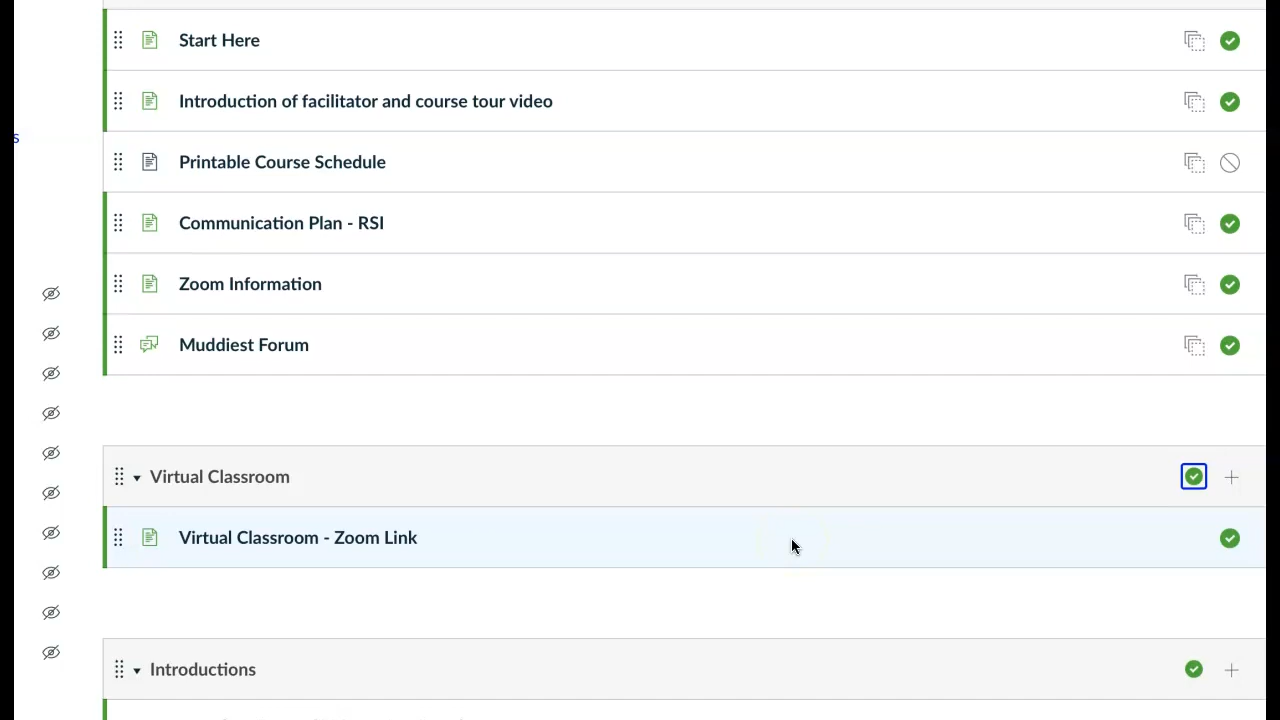 Start Here
Introduction of facilitator and course tour video
s
Printable Course Schedule
Communication Plan - RSI
Zoom Information
Muddiest Forum
Virtual Classroom
Virtual Classroom - Zoom Link
Introductions